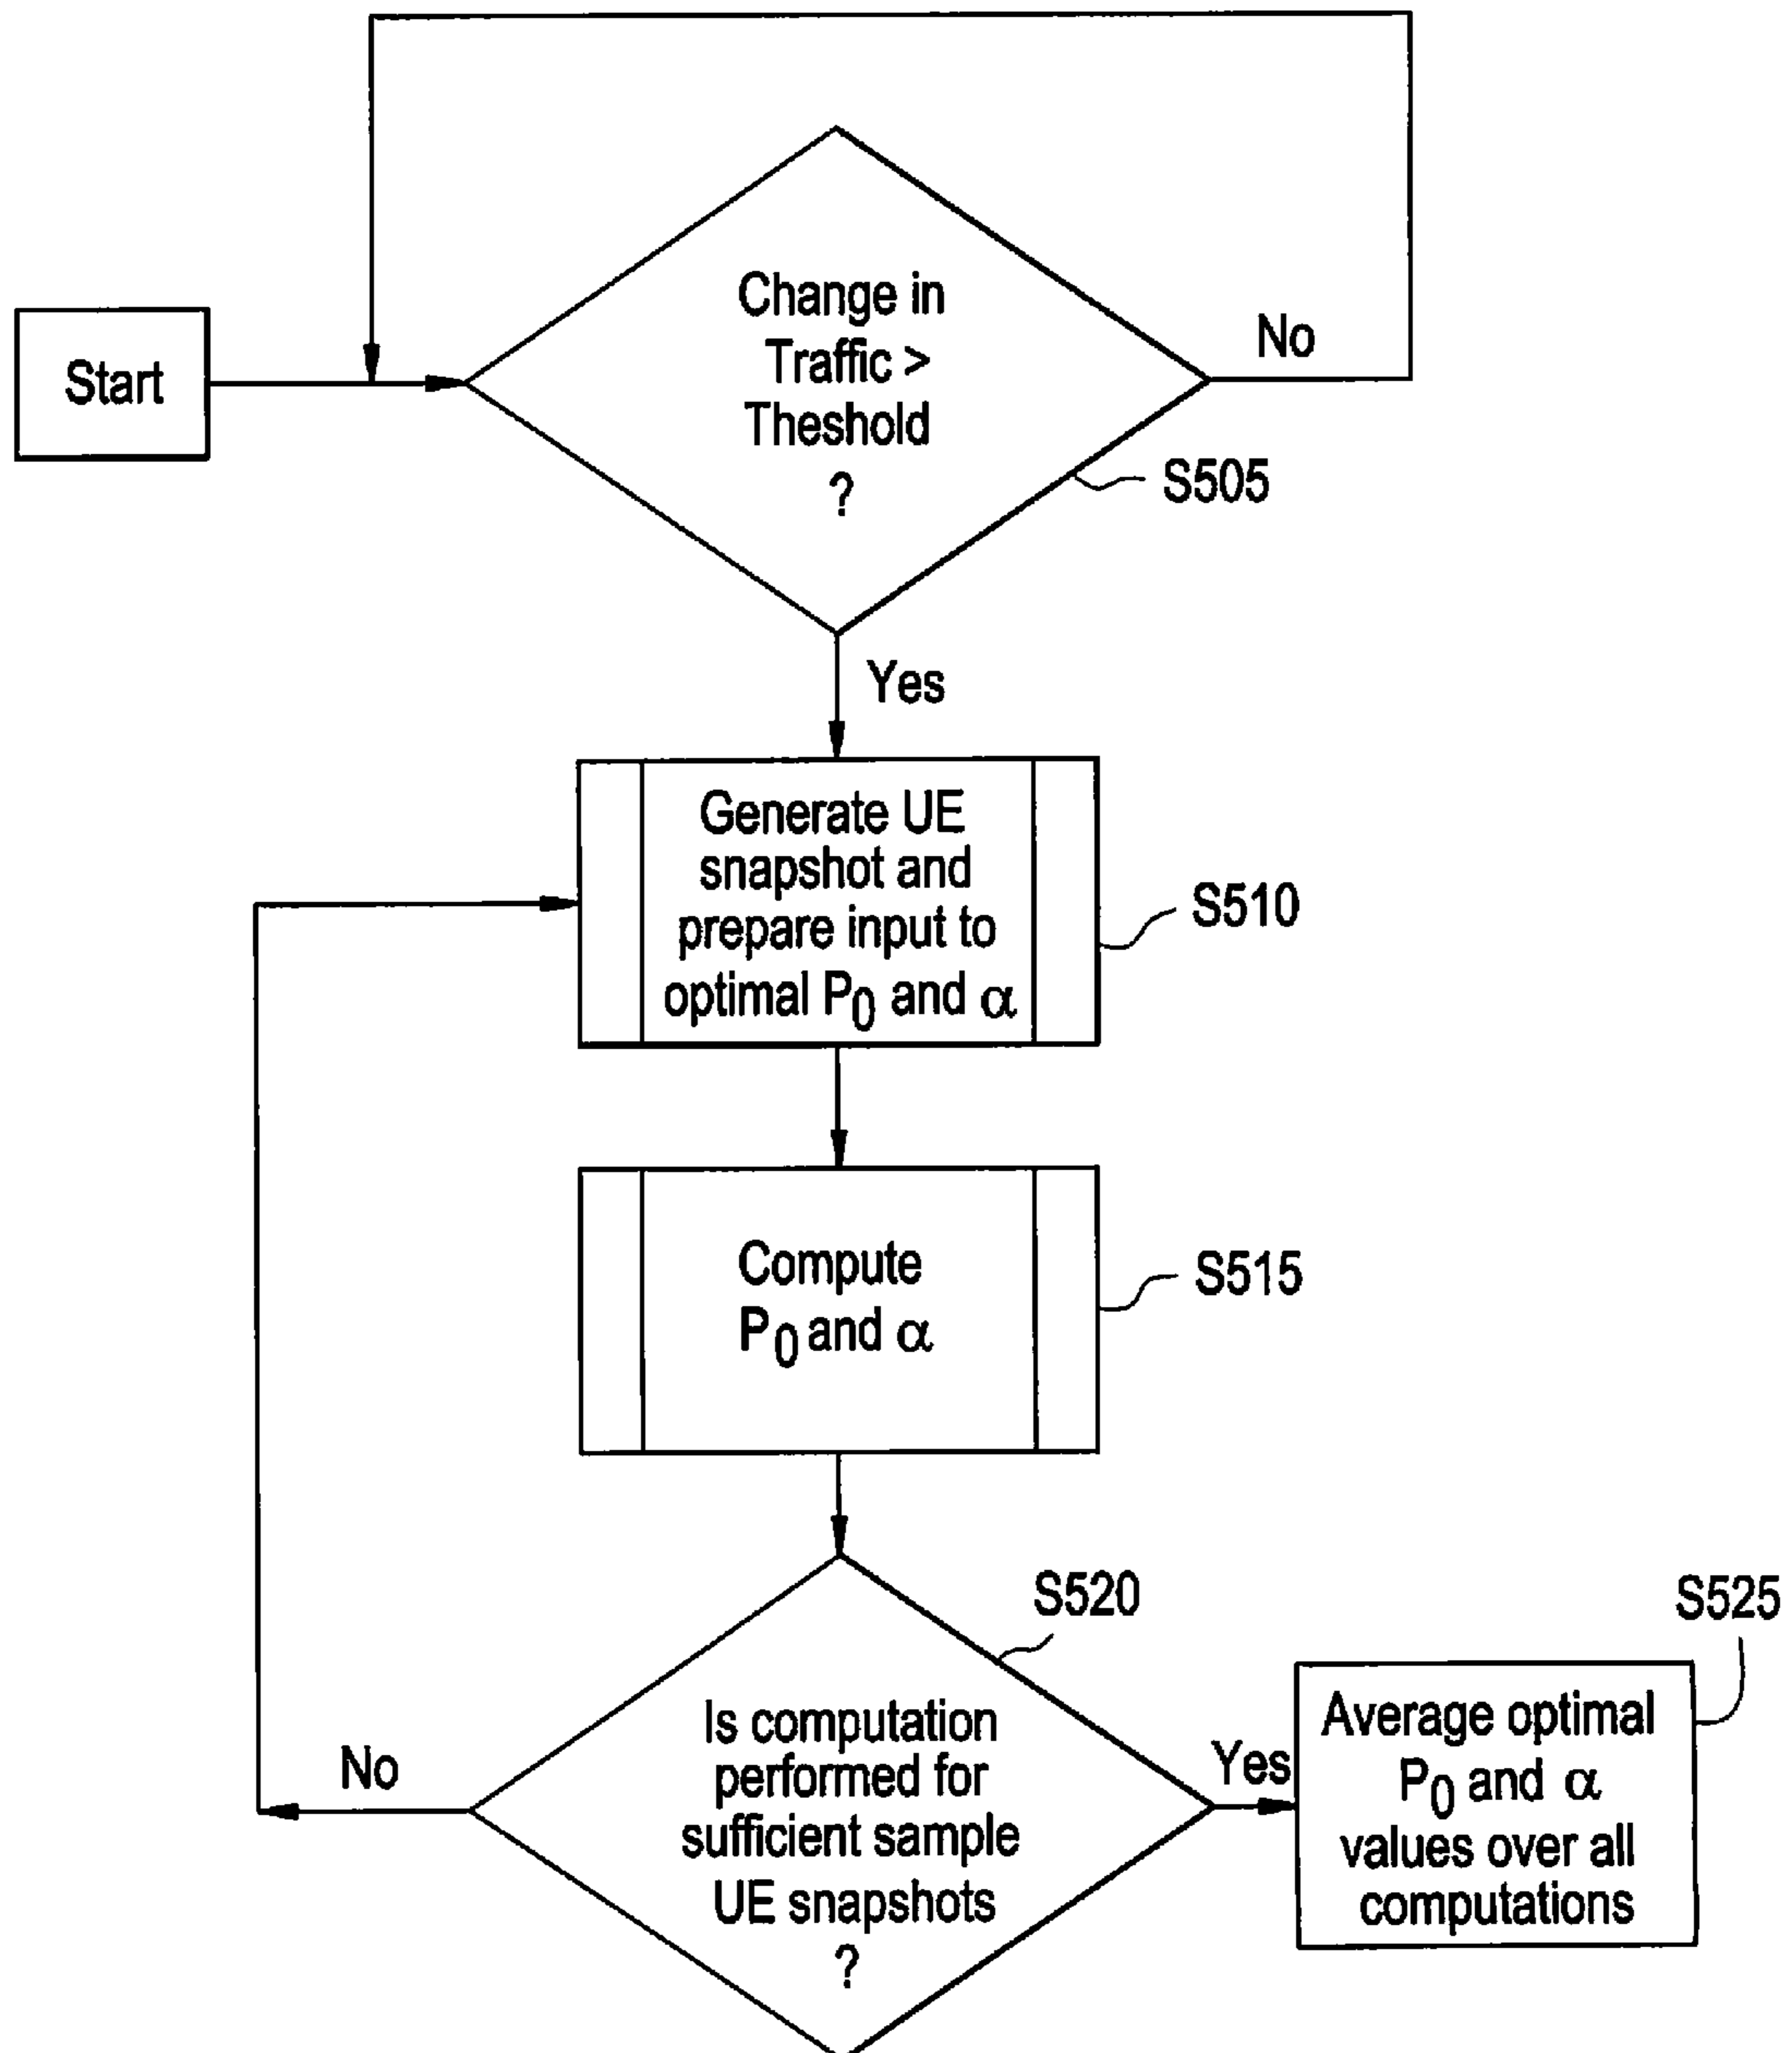 Start
Change in
Traffic >
Theshold
?
No
S505
Yes
Generate UE
snapshot and
prepare input to
optimal P0 and α
S510
Compute
P0 and α
S515
S520
Is computation
performed for
sufficient sample
UE snapshots
?
No
Yes
S525
Average optimal
P0 and α
values over all
computations